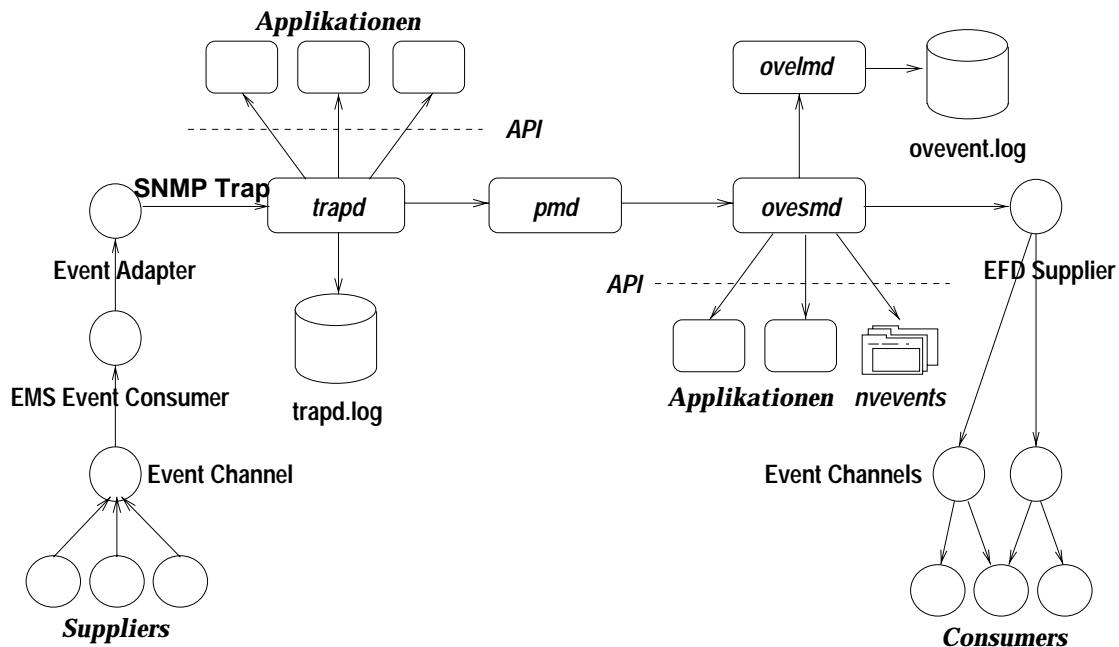 Applikationen
ovelmd
API
ovevent.log
SNMP Trap
trapd
pmd
ovesmd
Event Adapter
EFD Supplier
API
EMS Event Consumer
trapd.log
Applikationen
nvevents
Event Channel
Event Channels
Suppliers
Consumers